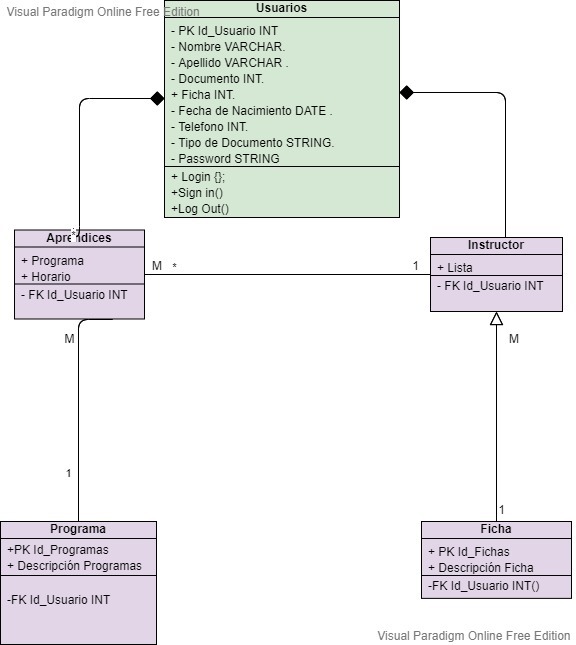 Visual Paradigm Online Free Edition
Usuarios
- PK Id_Usuario INT
- Nombre VARCHAR.
- Apellido VARCHAR .
- Documento INT.
+ Ficha INT.
- Fecha de Nacimiento DATE .
- Telefono INT.
- Tipo de Documento STRING.
- Password STRING
+ Login {};
+Sign in()
+Log Out()
*
Aprendices
+ Programa
+ Horario
- FK Id_Usuario INT
M *
1
Instructor
+ Lista
- FK Id_Usuario INT
M
M
1
1
Programa
+PK Id_Programas
+ Descripción Programas
-FK Id_Usuario INT
Ficha
+ PK Id_Fichas
+ Descripción Ficha
-FK Id_Usuario INT()
Visual Paradigm Online Free Edition